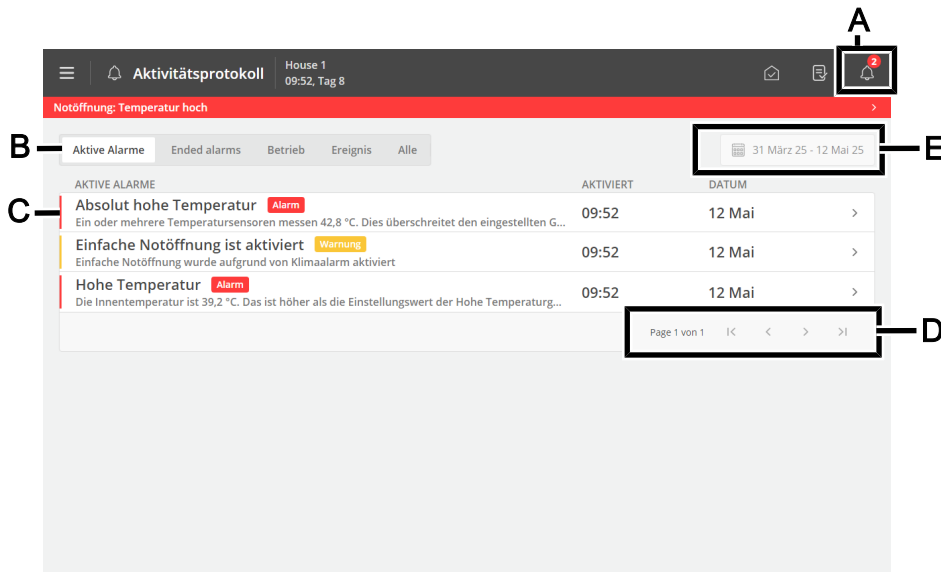 A
Aktivitätsprotokoll
House 1
09:52, Tag 8
2
Notöffnung: Temperatur hoch
B
Aktive Alarme Ended alarms Betrieb Ereignis Alle
31 März 25 - 12 Mai 25
E
AKTIVE ALARME AKTIVIERT DATUM
C
Absolut hohe Temperatur Alarm
Ein oder mehrere Temperatursensoren messen 42,8 °C. Dies überschreitet den eingestellten G...
09:52 12 Mai
Einfache Notöffnung ist aktiviert Warnung
Einfache Notöffnung wurde aufgrund von Klimaalarm aktiviert
09:52 12 Mai
Hohe Temperatur Alarm
Die Innentemperatur ist 39,2 °C. Das ist höher als die Einstellungswert der Hohe Temperaturg...
09:52 12 Mai
Page 1 von 1
D